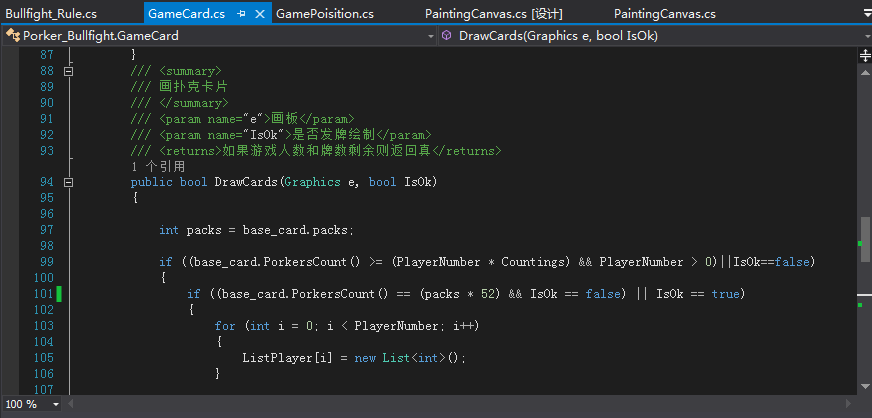 Bullfight_Rule.cs GameCard.cs GamePoisition.cs PaintingCanvas.cs [设计] PaintingCanvas.cs
Porker_Bullfight.GameCard DrawCards(Graphics e, bool IsOk)
87 }
88 /// <summary>
89 /// 画扑克卡片
90 /// </summary>
91 /// <param name="e">画板</param>
92 /// <param name="IsOk">是否发牌绘制</param>
93 /// <returns>如果游戏人数和牌数剩余则返回真</returns>
1 个引用
94 public bool DrawCards(Graphics e, bool IsOk)
95 {
96
97 int packs = base_card.packs;
98
99 if ((base_card.PorkersCount() >= (PlayerNumber * Countings) && PlayerNumber > 0)||IsOk==false)
100 {
101 if ((base_card.PorkersCount() == (packs * 52) && IsOk == false) || IsOk == true)
102 {
103 for (int i = 0; i < PlayerNumber; i++)
104 {
105 ListPlayer[i] = new List<int>();
106 }
107
100 %